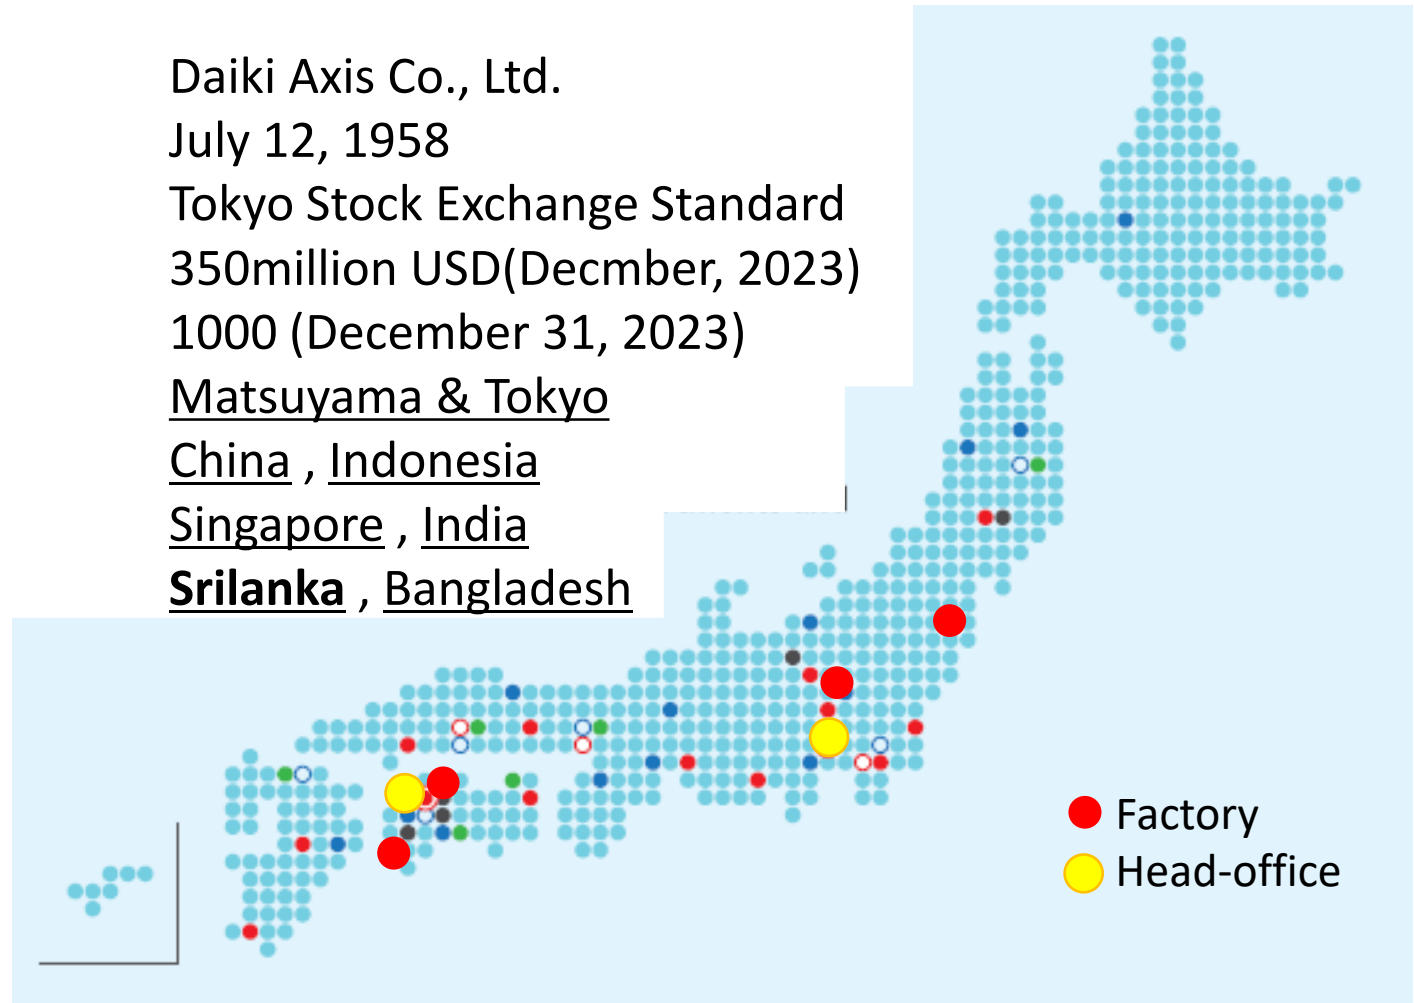 Daiki Axis Co., Ltd.
July 12, 1958
Tokyo Stock Exchange Standard
350million USD(Decmber, 2023)
1000 (December 31, 2023)
Matsuyama & Tokyo
China , Indonesia
Singapore , India
Srilanka , Bangladesh
Factory
Head-office